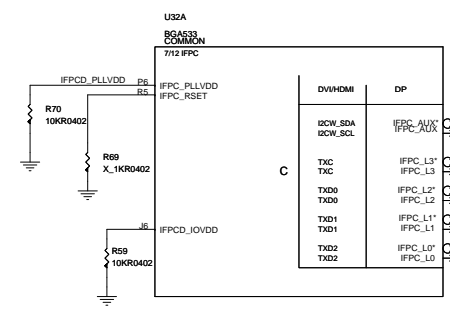 U32A
BGA533
COMMON
7/12 IFPC
IFPCD_PLLVDD P6 IFPC_PLLVDD
R5 IFPC_RSET
R70
10KR0402
R69
X_1KR0402
J6 IFPCD_IOVDD
R59
10KR0402
C
DVI/HDMI DP
I2CW_SDA IFPC_AUX*
I2CW_SCL IFPC_AUX
TXC IFPC_L3*
TXC IFPC_L3
TXD0 IFPC_L2*
TXD0 IFPC_L2
TXD1 IFPC_L1*
TXD1 IFPC_L1
TXD2 IFPC_L0*
TXD2 IFPC_L0